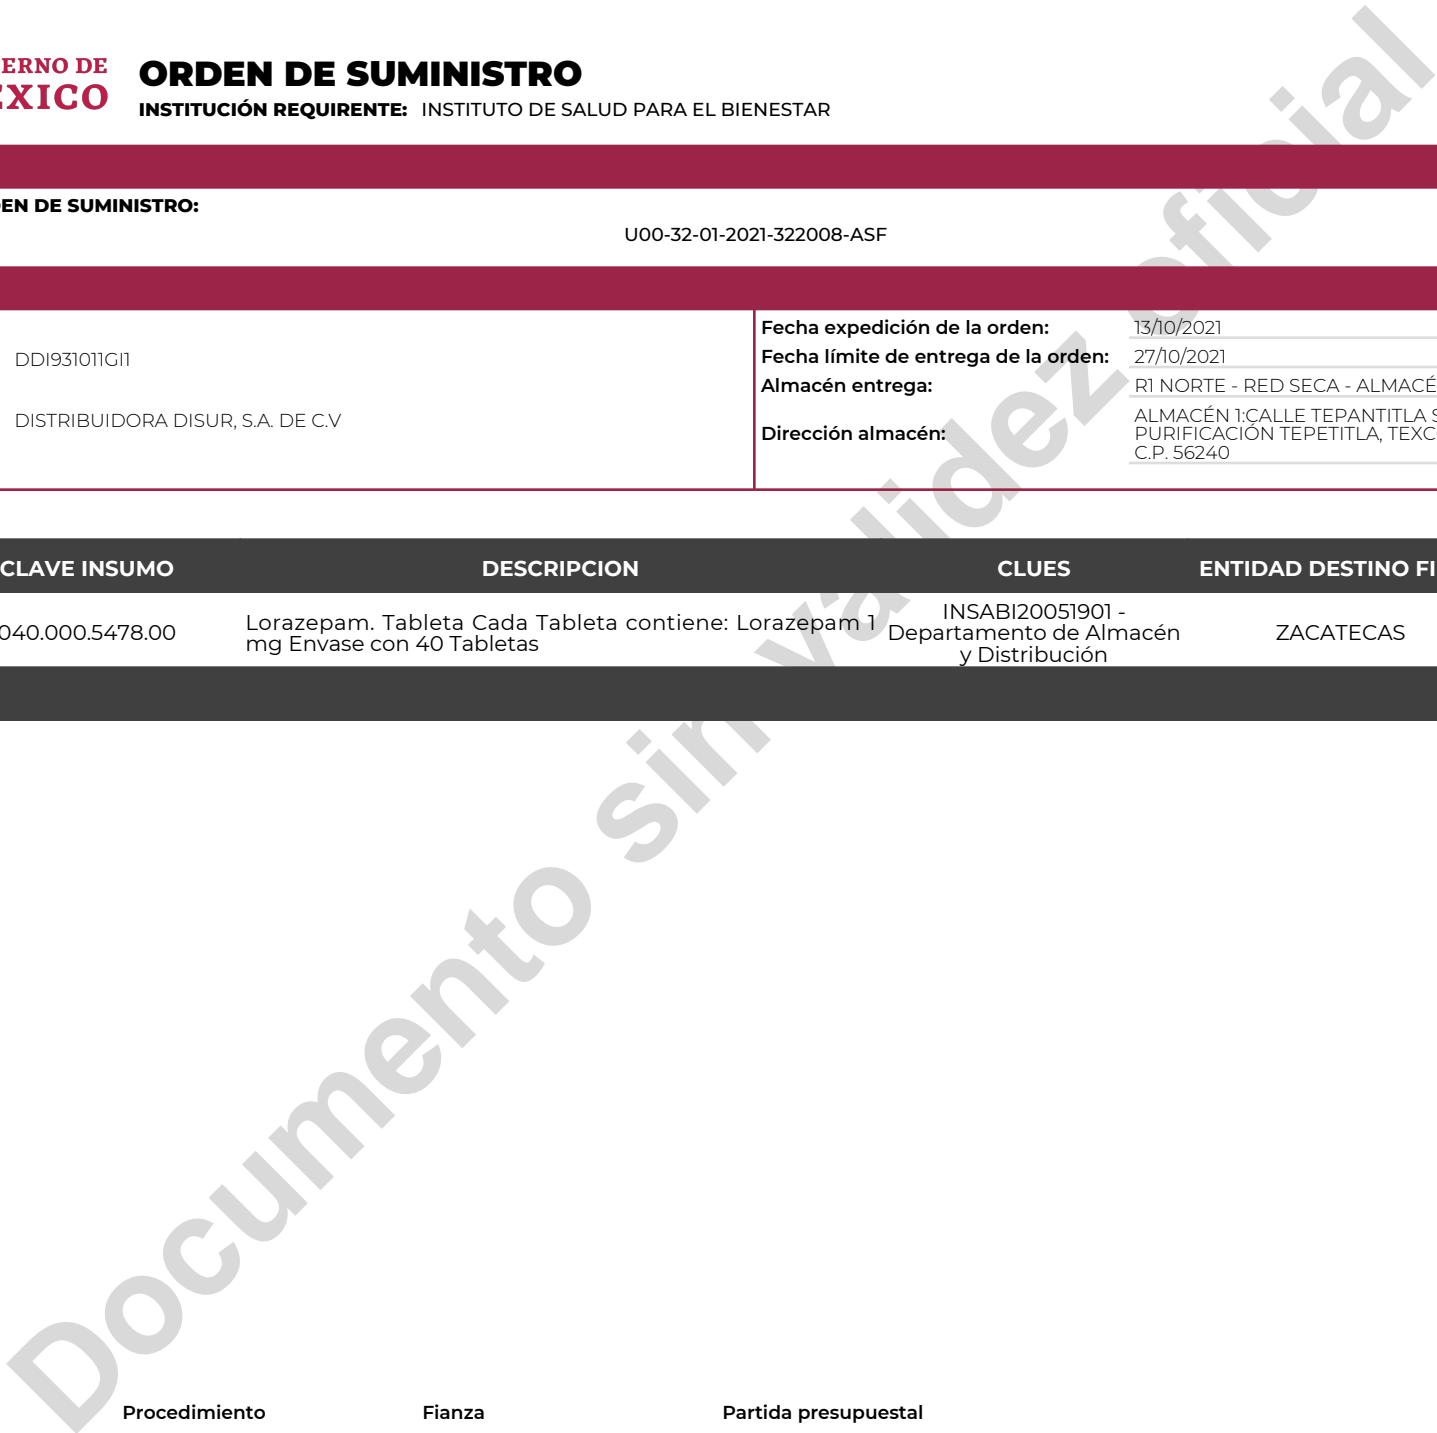 ERNO DE
EXICO
ORDEN DE SUMINISTRO
INSTITUCIÓN REQUIRENTE: INSTITUTO DE SALUD PARA EL BIENESTAR
EN DE SUMINISTRO:
U00-32-01-2021-322008-ASF
DDI931011GI1
DISTRIBUIDORA DISUR, S.A. DE C.V
Fecha expedición de la orden: 13/10/2021
Fecha límite de entrega de la orden: 27/10/2021
Almacén entrega: R1 NORTE - RED SECA - ALMACÉ
Dirección almacén:
ALMACÉN 1:CALLE TEPANTITLA S
PURIFICACIÓN TEPETITLA, TEXC
C.P. 56240
CLAVE INSUMO DESCRIPCION CLUES ENTIDAD DESTINO FI
040.000.5478.00
Lorazepam. Tableta Cada Tableta contiene: Lorazepam 1
mg Envase con 40 Tabletas
INSABI20051901 -
Departamento de Almacén
y Distribución
ZACATECAS
Documento sin validez oficial
Procedimiento Fianza Partida presupuestal